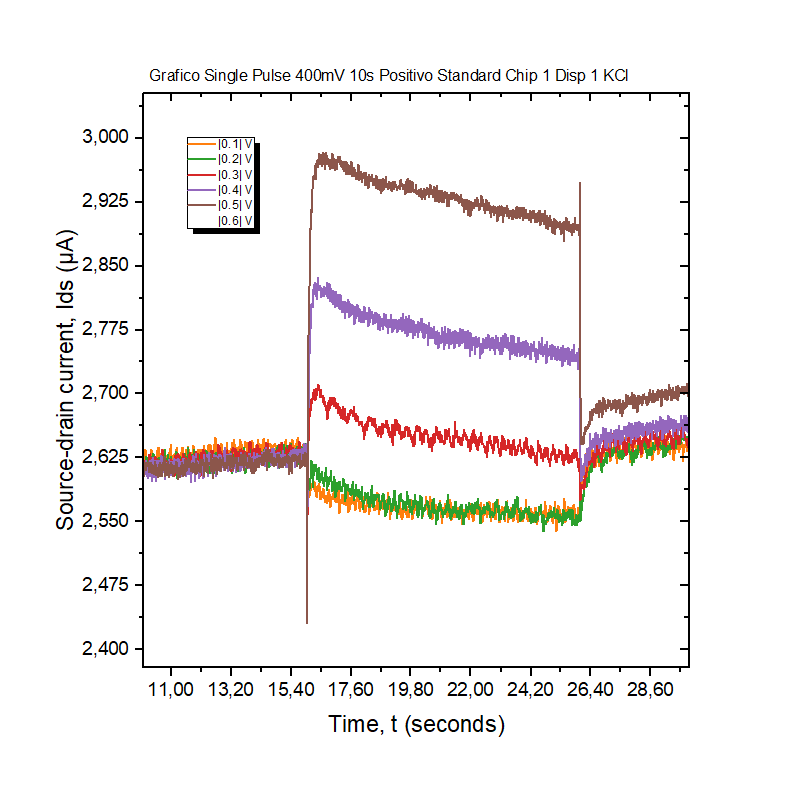 Grafico Single Pulse 400mV 10s Positivo Standard Chip 1 Disp 1 KCl
3,000
2,925
2,850
2,775
2,700
2,625
2,550
2,475
2,400
Source-drain current, Ids (μA)
|0.1| V
|0.2| V
|0.3| V
|0.4| V
|0.5| V
|0.6| V
11,00 13,20 15,40 17,60 19,80 22,00 24,20 26,40 28,60
Time, t (seconds)